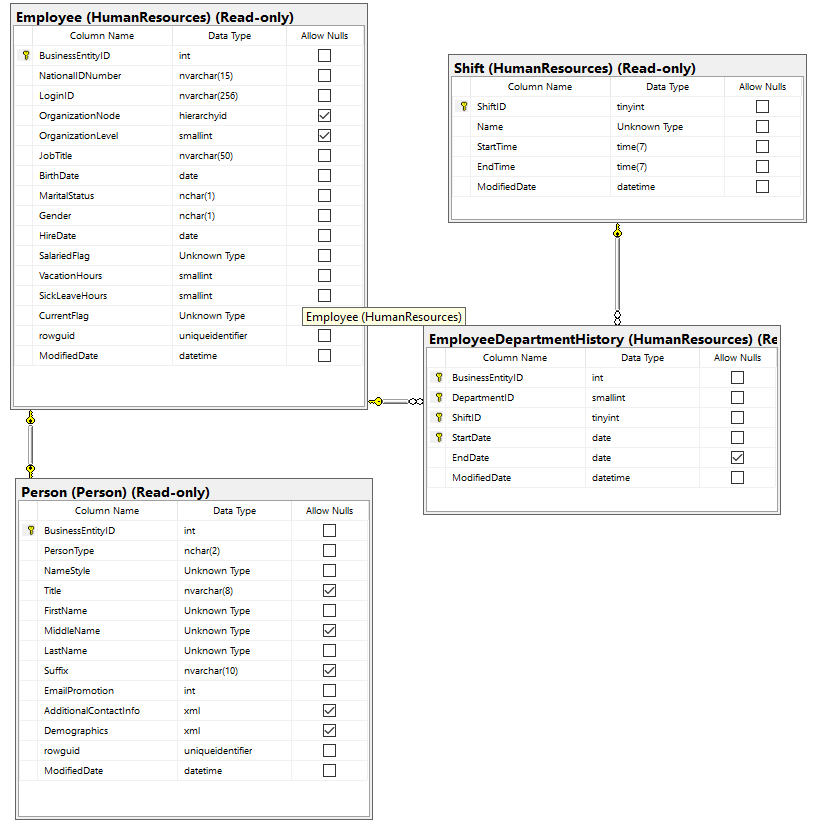 Employee (HumanResources) (Read-only)
Column Name Data Type Allow Nulls
BusinessEntityID int
NationalIDNumber nvarchar(15)
LoginID nvarchar(256)
OrganizationNode hierarchyid
OrganizationLevel smallint
JobTitle nvarchar(50)
BirthDate date
MaritalStatus nchar(1)
Gender nchar(1)
HireDate date
SalariedFlag Unknown Type
VacationHours smallint
SickLeaveHours smallint
CurrentFlag Unknown Type
rowguid uniqueidentifier
ModifiedDate datetime
Employee (HumanResources)
Shift (HumanResources) (Read-only)
Column Name Data Type Allow Nulls
ShiftID tinyint
Name Unknown Type
StartTime time(7)
EndTime time(7)
ModifiedDate datetime
EmployeeDepartmentHistory (HumanResources) (Re
Column Name Data Type Allow Nulls
BusinessEntityID int
DepartmentID smallint
ShiftID tinyint
StartDate date
EndDate date
ModifiedDate datetime
Person (Person) (Read-only)
Column Name Data Type Allow Nulls
BusinessEntityID int
PersonType nchar(2)
NameStyle Unknown Type
Title nvarchar(8)
FirstName Unknown Type
MiddleName Unknown Type
LastName Unknown Type
Suffix nvarchar(10)
EmailPromotion int
AdditionalContactInfo xml
Demographics xml
rowguid uniqueidentifier
ModifiedDate datetime